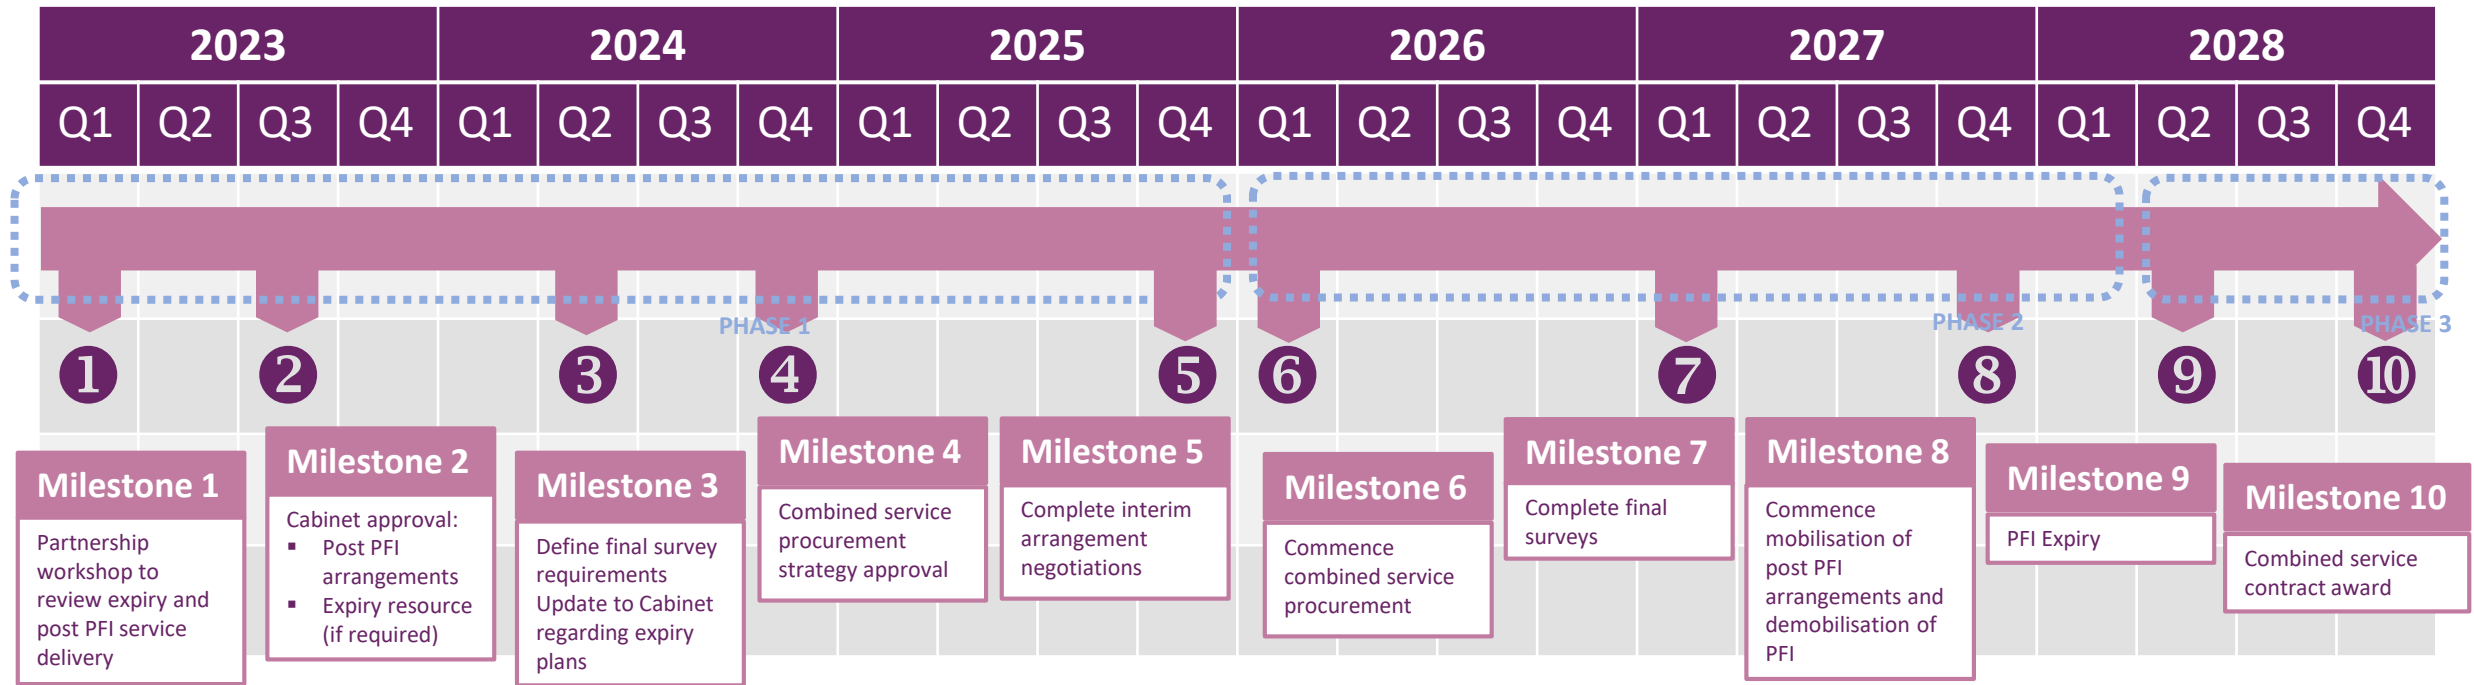 2023 2024 2025 2026 2027 2028
Q1 Q2 Q3 Q4 Q1 Q2 Q3 Q4 Q1 Q2 Q3 Q4 Q1 Q2 Q3 Q4 Q1 Q2 Q3 Q4 Q1 Q2 Q3 Q4
PHASE 1
PHASE 2
PHASE 3
1 2 3 4 5 6 7 8 9 10
Milestone 1
Partnership
workshop to
review expiry and
post PFI service
delivery
Milestone 2
Cabinet approval:
▪ Post PFI
arrangements
▪ Expiry resource
(if required)
Milestone 3
Define final survey
requirements
Update to Cabinet
regarding expiry
plans
Milestone 4
Combined service
procurement
strategy approval
Milestone 5
Complete interim
arrangement
negotiations
Milestone 6
Commence
combined service
procurement
Milestone 7
Complete final
surveys
Milestone 8
Commence
mobilisation of
post PFI
arrangements and
demobilisation of
PFI
Milestone 9
PFI Expiry
Milestone 10
Combined service
contract award